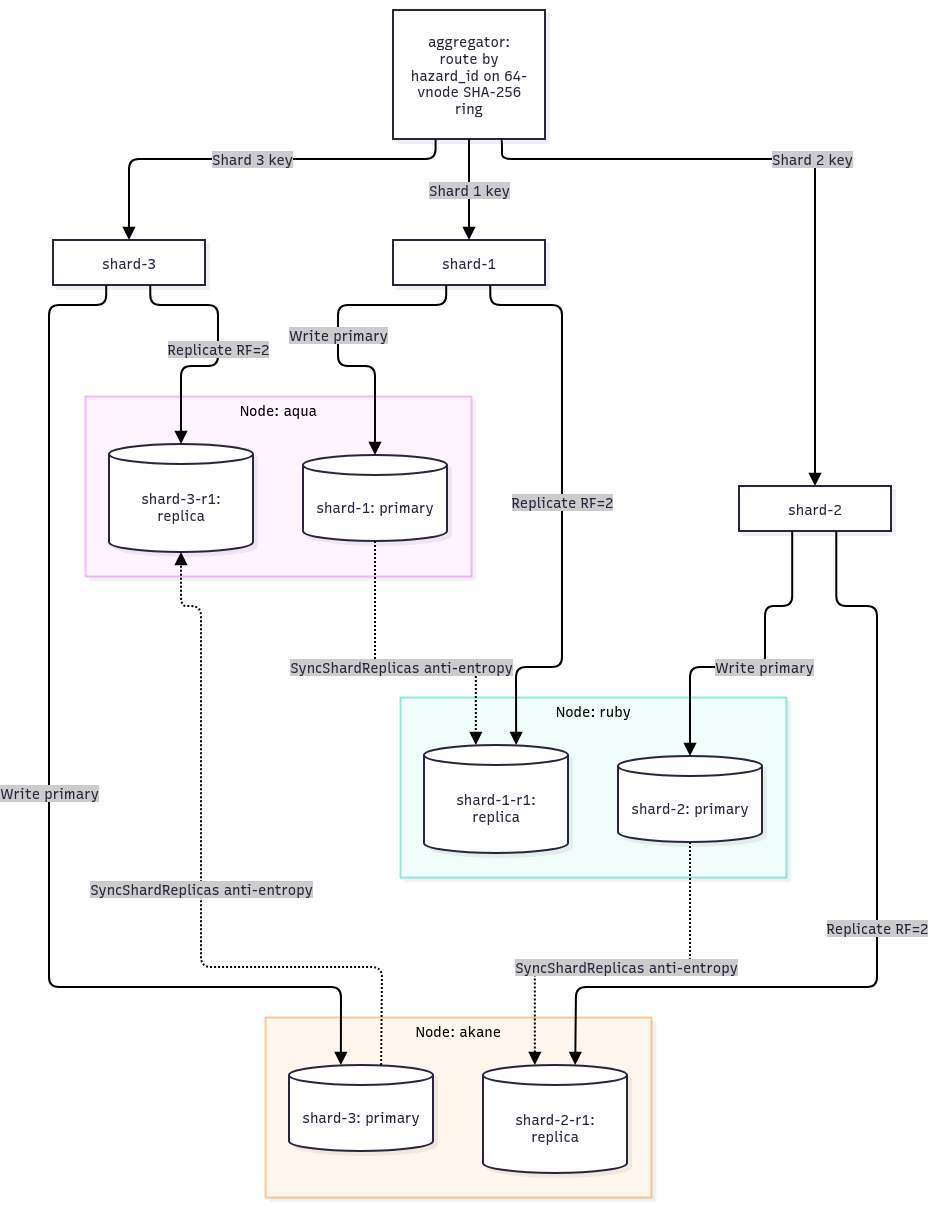 aggregator:
route by
hazard_id on 64-
vnode SHA-256
ring
Shard 3 key
Shard 2 key
Shard 1 key
shard-3
shard-1
Write primary
Replicate RF=2
Node: aqua
shard-3-r1:
replica
shard-1: primary
Replicate RF=2
shard-2
SyncShardReplicas anti-entropy
Write primary
Node: ruby
shard-1-r1:
replica
shard-2: primary
Write primary
SyncShardReplicas anti-entropy
Replicate RF=2
SyncShardReplicas anti-entropy
Node: akane
shard-3: primary
shard-2-r1:
replica